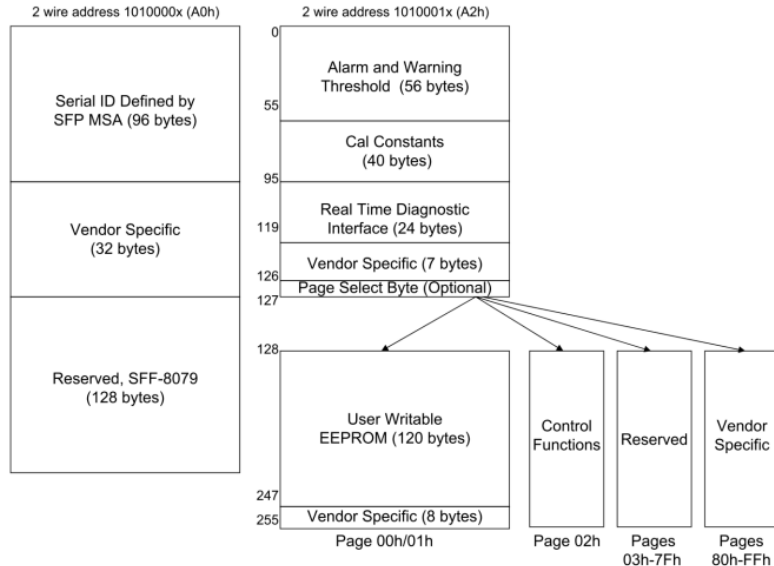 2 wire address 1010000x (A0h)
Serial ID Defined by
SFP MSA (96 bytes)
Vendor Specific
(32 bytes)
Reserved, SFF-8079
(128 bytes)
2 wire address 1010001x (A2h)
0
Alarm and Warning
Threshold (56 bytes)
55
Cal Constants
(40 bytes)
95
Real Time Diagnostic
Interface (24 bytes)
119
Vendor Specific (7 bytes)
126
Page Select Byte (Optional)
127
128
User Writable
EEPROM (120 bytes)
247
Vendor Specific (8 bytes)
255
Page 00h/01h
Control
Functions
Page 02h
Reserved
Pages
03h-7Fh
Vendor
Specific
Pages
80h-FFh